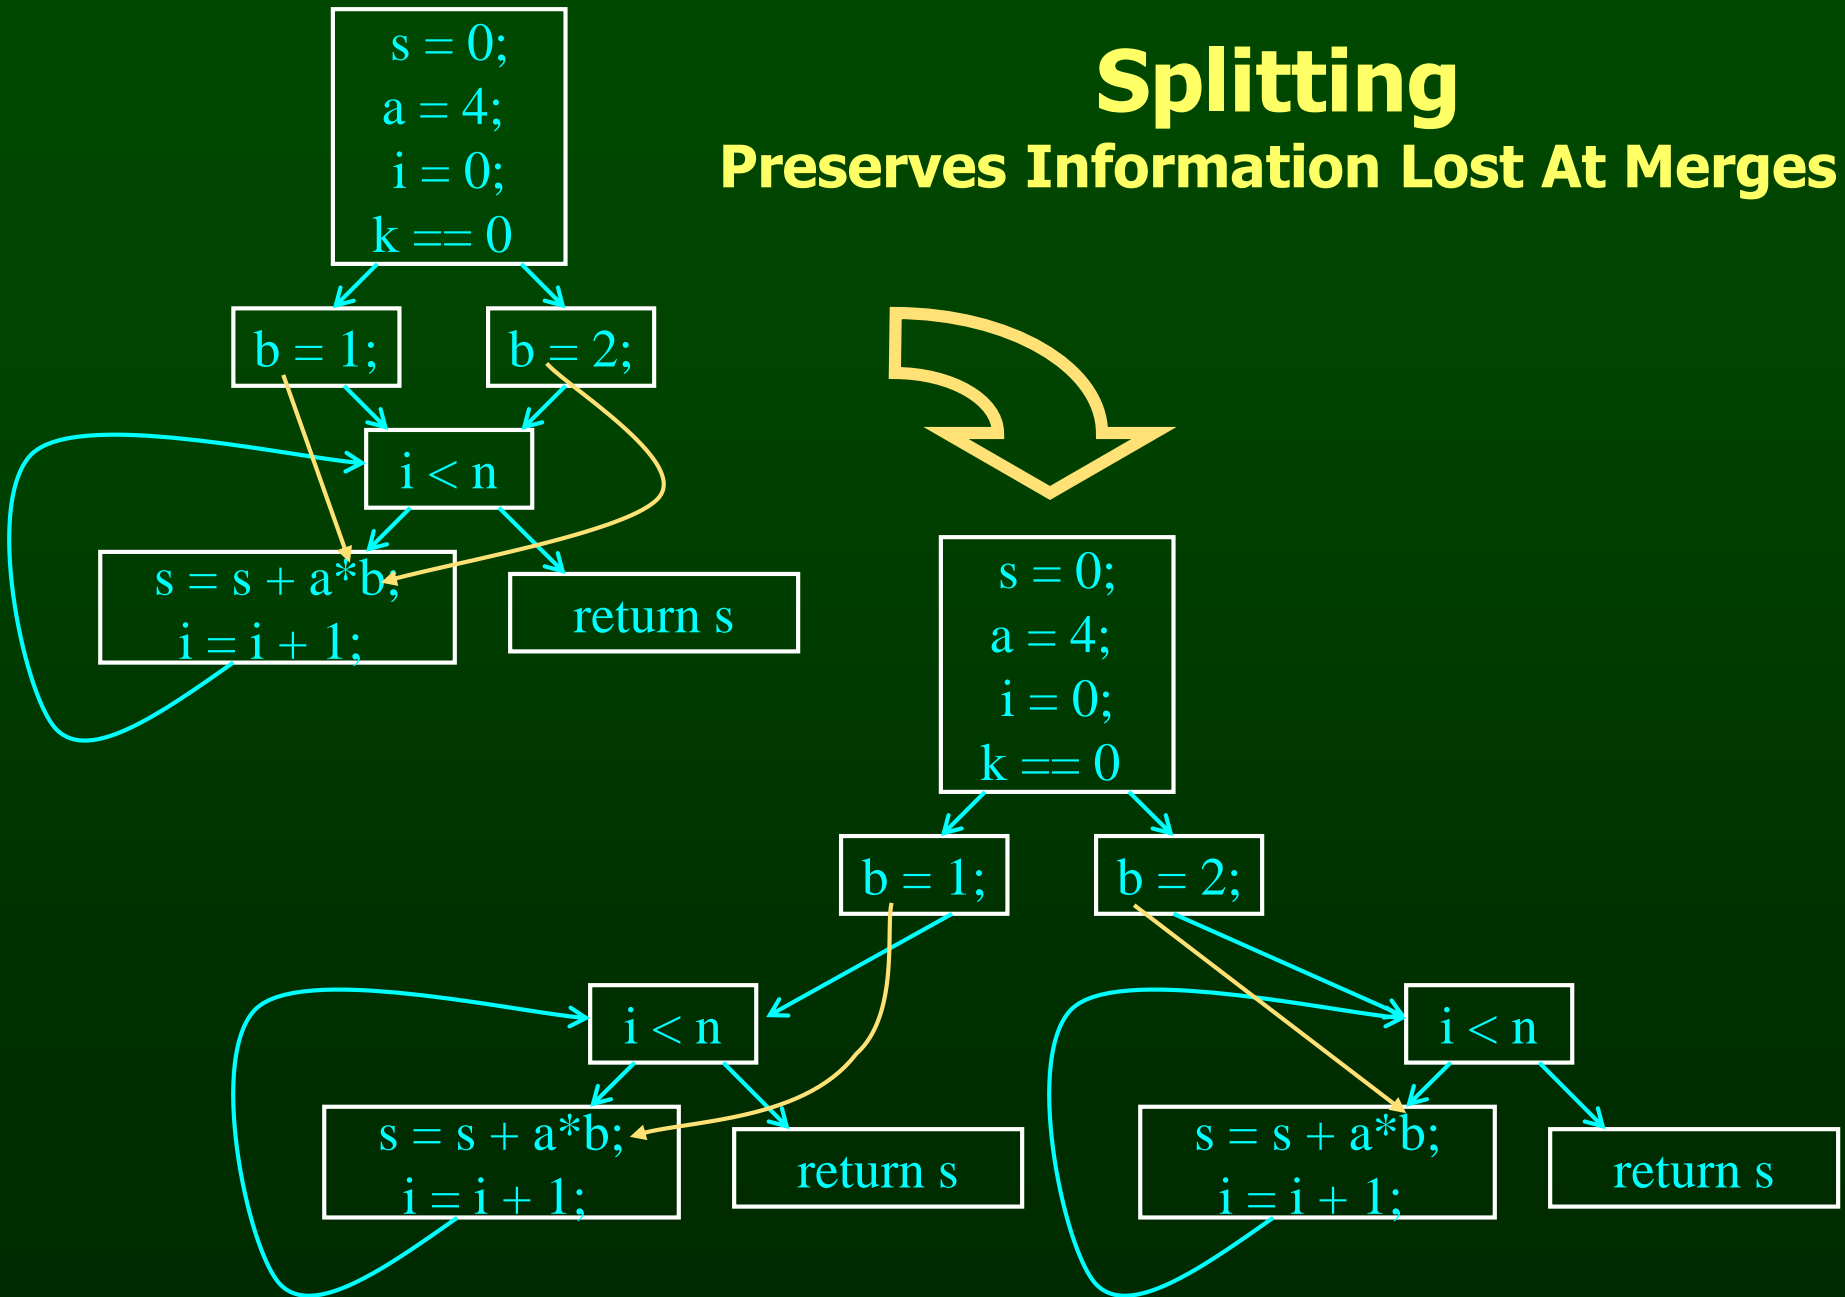 Splitting
Preserves Information Lost At Merges
s = 0;
a = 4;
i = 0;
k == 0
b = 1;
b = 2;
i < n
s = s + a*b;
i = i + 1;
return s
s = 0;
a = 4;
i = 0;
k == 0
b = 1;
b = 2;
i < n
s = s + a*b;
i = i + 1;
return s
i < n
s = s + a*b;
i = i + 1;
return s